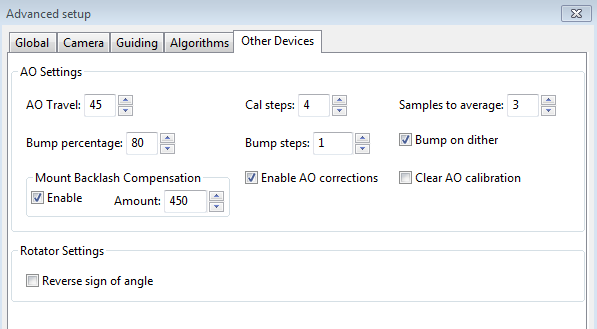 Advanced setup
Global Camera Guiding Algorithms Other Devices
AO Settings
AO Travel: 45 Cal steps: 4 Samples to average: 3
Bump percentage: 80 Bump steps: 1 Bump on dither
Mount Backlash Compensation
Enable AO corrections Clear AO calibration
Enable Amount: 450
Rotator Settings
Reverse sign of angle